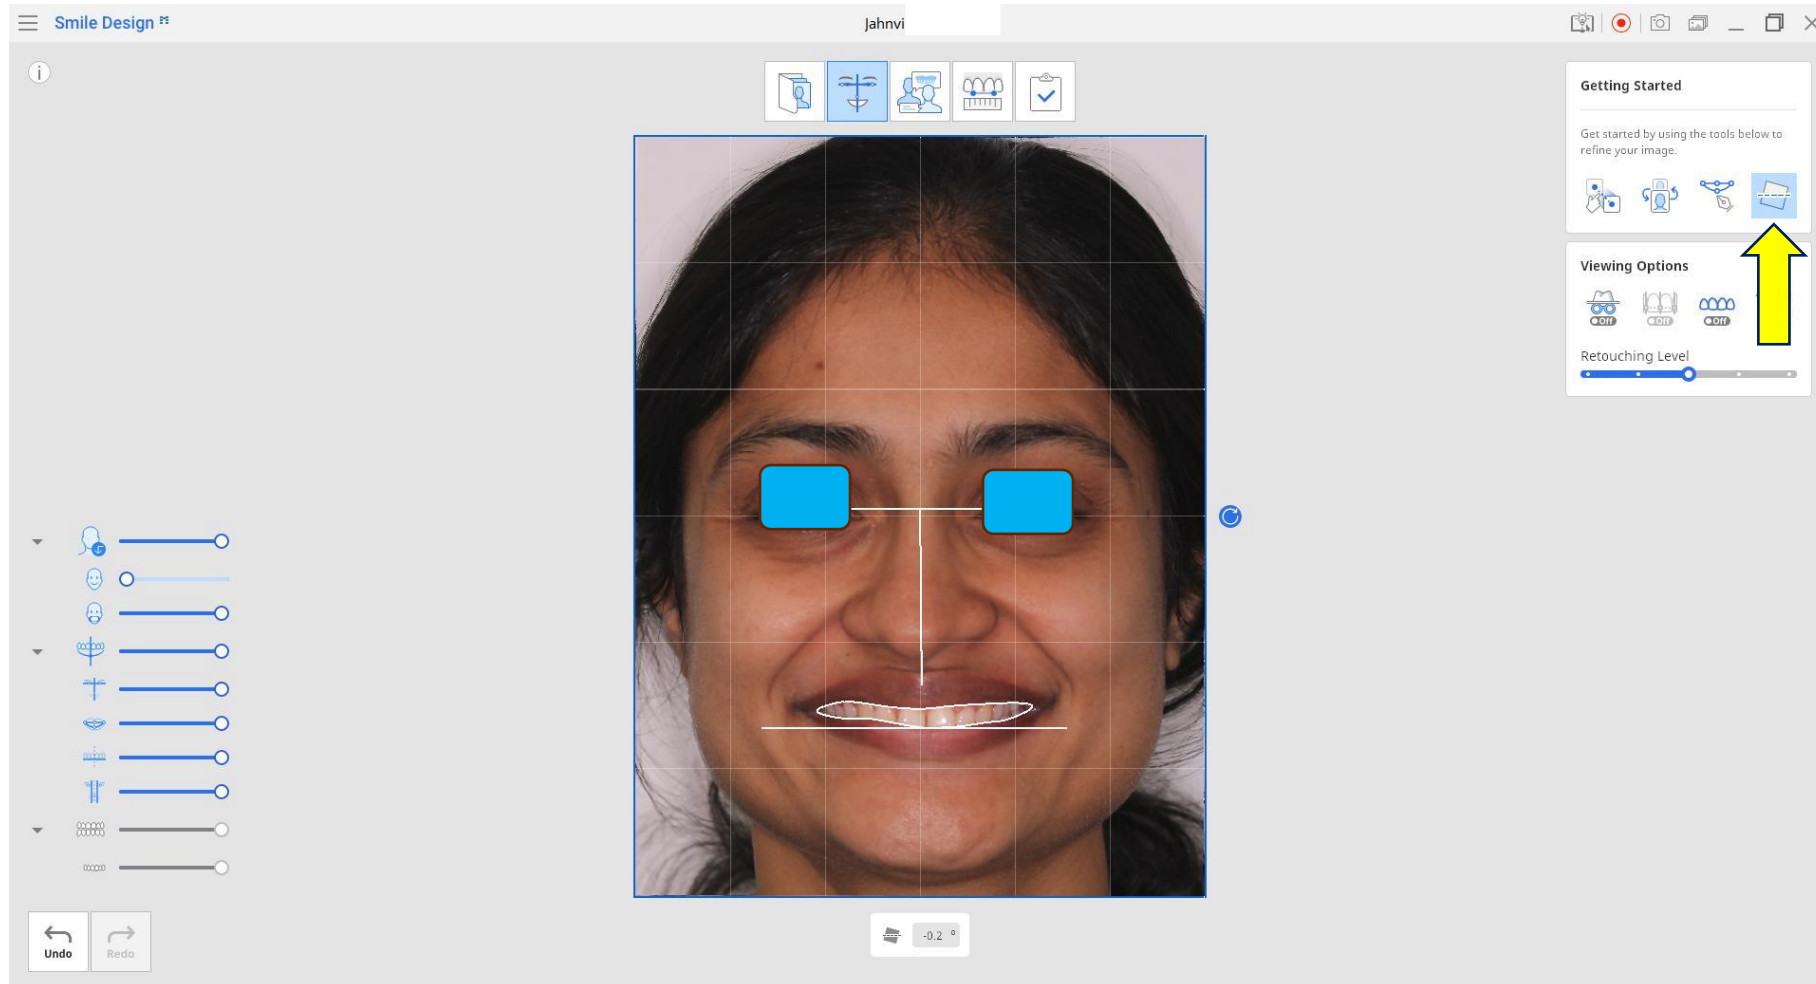 Smile Design
Jahnvi
i
Getting Started
Get started by using the tools below to
refine your image.
Viewing Options
Off
Off
Off
Retouching Level
Undo
Redo
-0.2 °